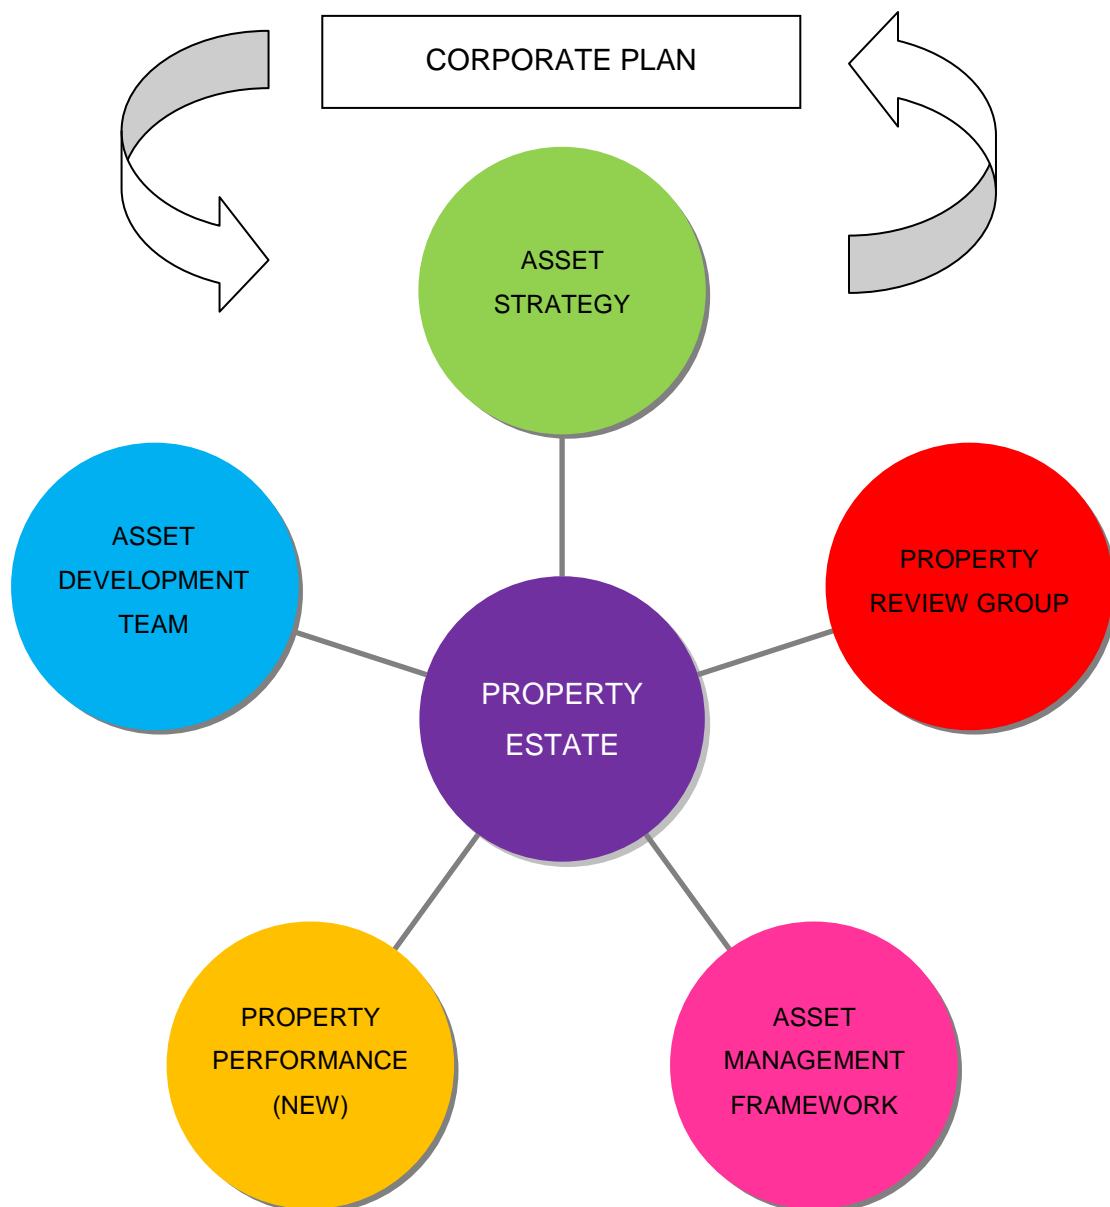 CORPORATE PLAN
ASSET
STRATEGY
ASSET
DEVELOPMENT
TEAM
PROPERTY
REVIEW GROUP
PROPERTY
ESTATE
PROPERTY
PERFORMANCE
(NEW)
ASSET
MANAGEMENT
FRAMEWORK